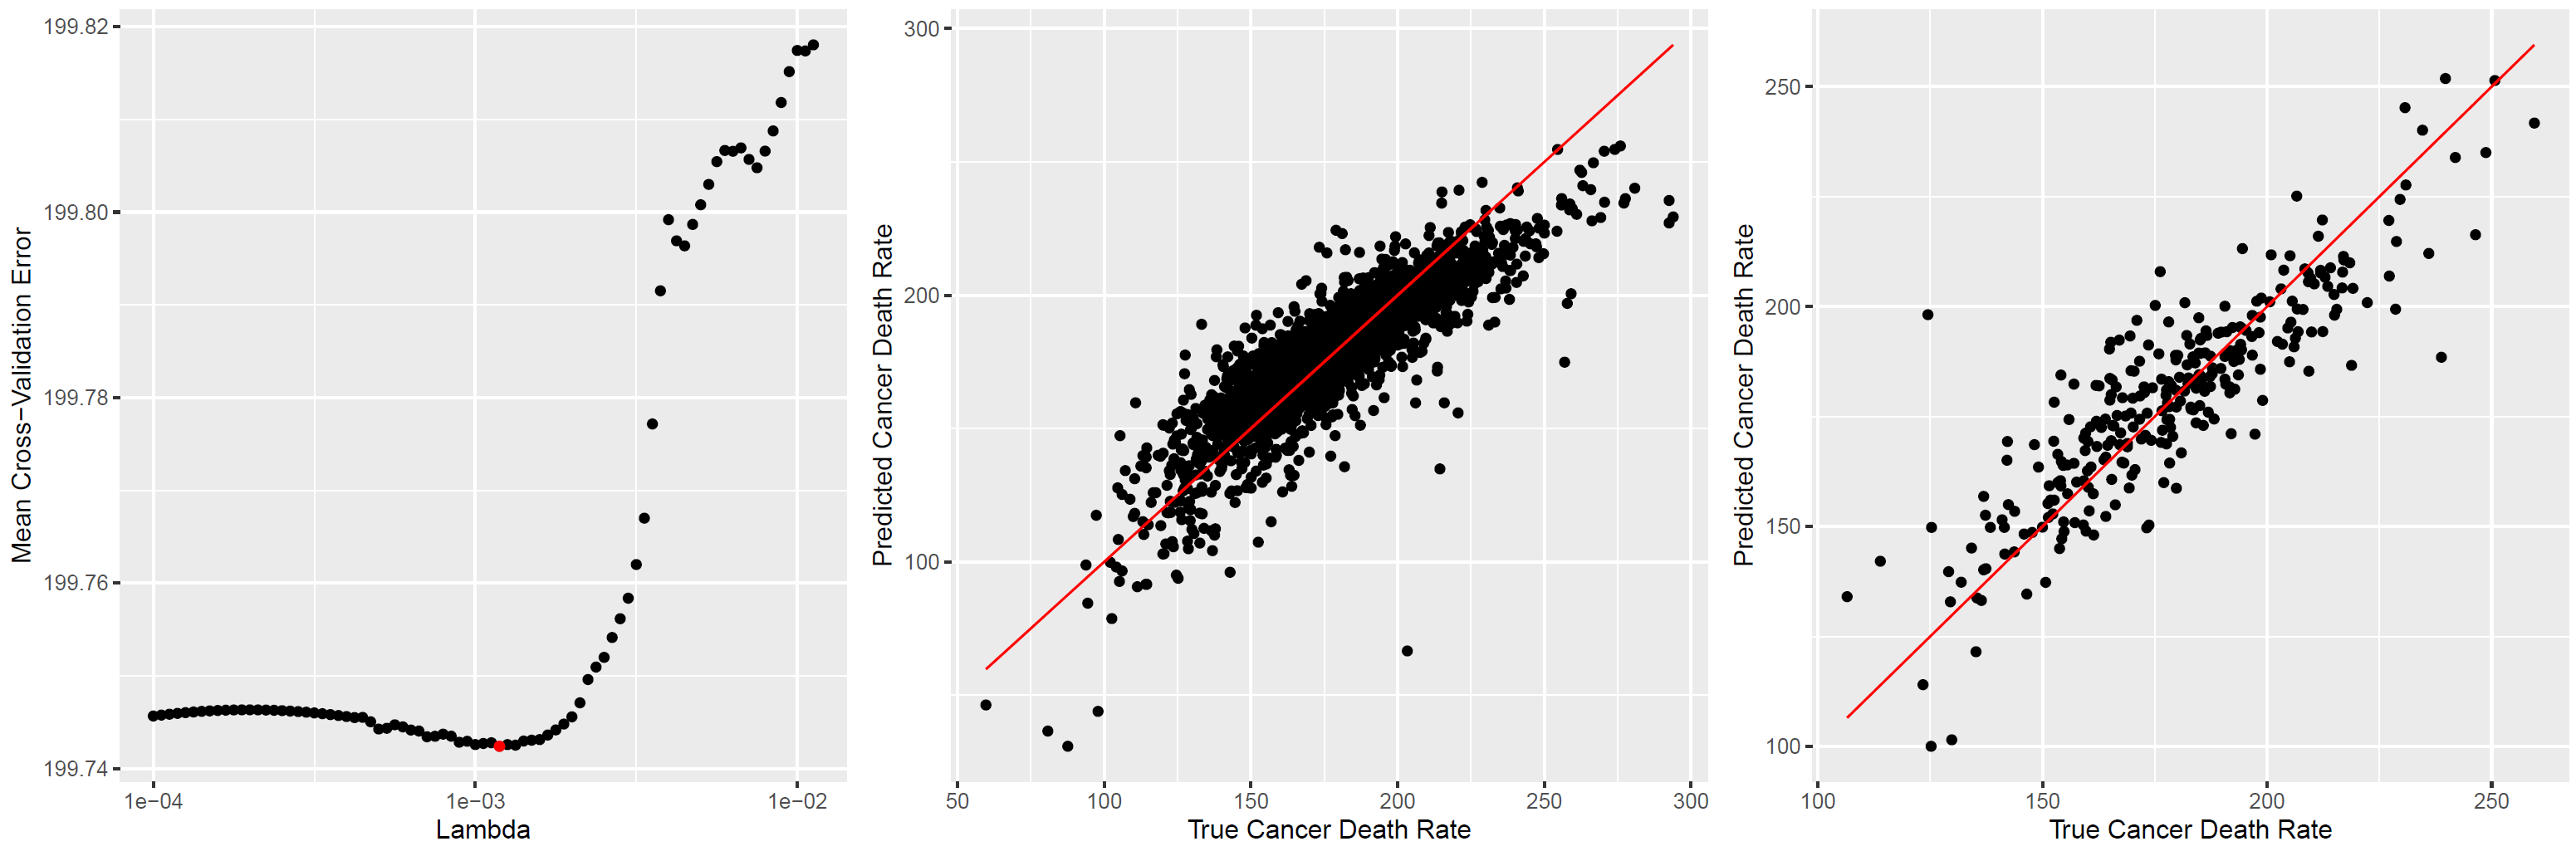 199.82
199.80
199.78
199.76
199.74
Mean Cross−Validation Error
1e−04
1e−03
1e−02
Lambda
300
200
100
Predicted Cancer Death Rate
50
100
150
200
250
300
True Cancer Death Rate
250
200
150
100
Predicted Cancer Death Rate
100
150
200
250
True Cancer Death Rate